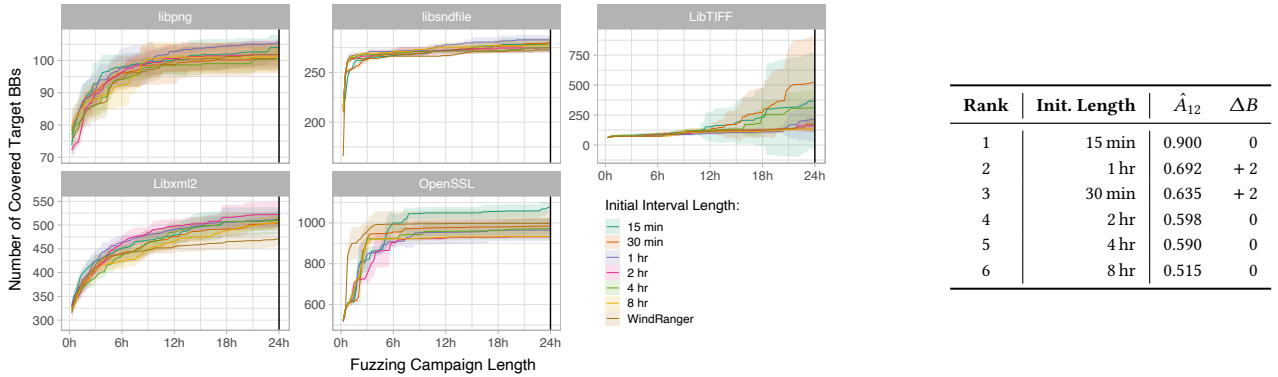 libpng
libsndfile
LibTIFF
Number of Covered Target BBs
100
90
80
70
250
200
750
500
250
0
0h 6h 12h 18h 24h
Libxml2
OpenSSL
550
500
450
400
350
300
1000
800
600
0h 6h 12h 18h 24h
0h 6h 12h 18h 24h
Fuzzing Campaign Length
Initial Interval Length:
15 min
30 min
1 hr
2 hr
4 hr
8 hr
WindRanger
Rank Init. Length Â12 ΔB
1 15 min 0.900 0
2 1 hr 0.692 + 2
3 30 min 0.635 + 2
4 2 hr 0.598 0
5 4 hr 0.590 0
6 8 hr 0.515 0